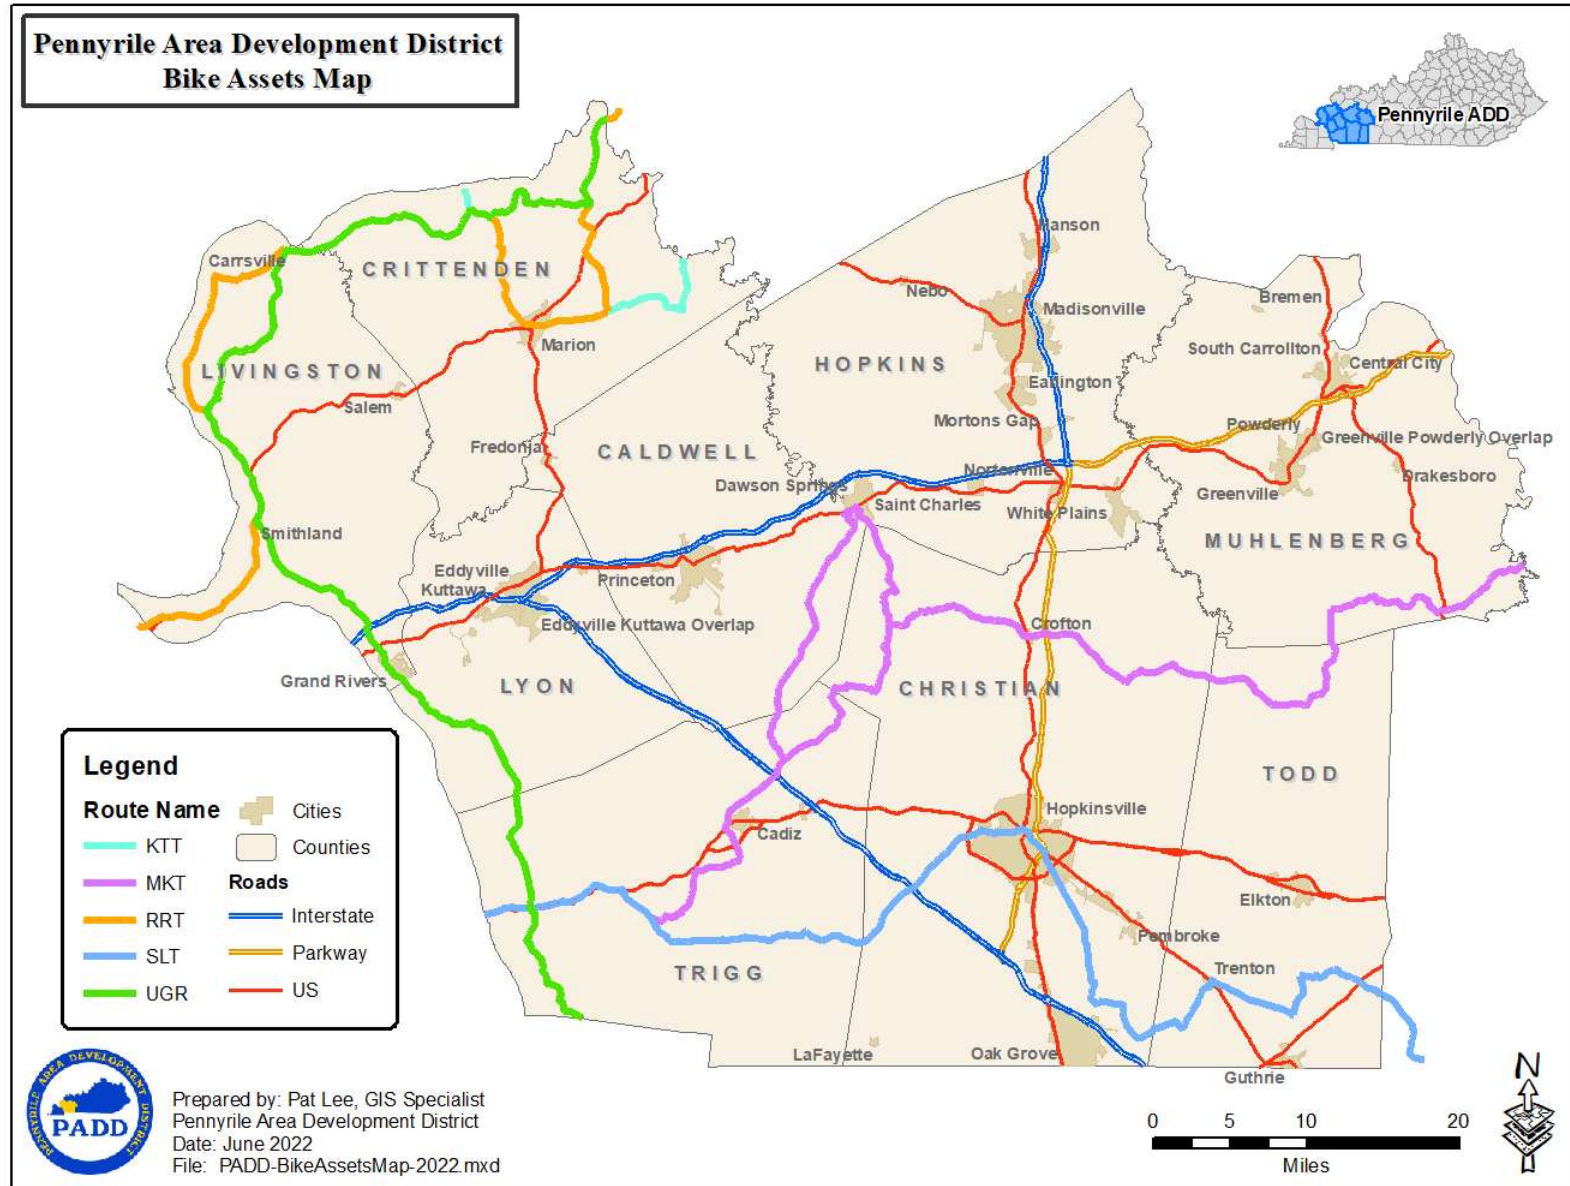 Pennyrile Area Development District
Bike Assets Map
Pennyrile ADD
Hanson
Carrsville
CRITTENDEN
Nebo
Madisonville
Bremen
Marion
South Carrollton
Central City
LIVINGSTON
HOPKINS
Earlington
Salem
Mortons Gap
Powderly
Greenville Powderly Overlap
Fredonia
CALDWELL
Nortonville
Drakesboro
Dawson Springs
Saint Charles
Greenville
White Plains
Smithland
MUHLENBERG
Eddyville
Princeton
Kuttawa
Eddyville Kuttawa Overlap
Crofton
Grand Rivers
LYON
CHRISTIAN
TODD
Hopkinsville
Cadiz
Elkton
Pembroke
TRIGG
Trenton
LaFayette
Oak Grove
Guthrie
Legend
Route Name
KTT
MKT
RRT
SLT
UGR
Cities
Counties
Roads
Interstate
Parkway
US
PENNYRILE AREA DEVELOPMENT DISTRICT
PADD
Prepared by: Pat Lee, GIS Specialist
Pennyrile Area Development District
Date: June 2022
File: PADD-BikeAssetsMap-2022.mxd
N
0 5 10 20
Miles